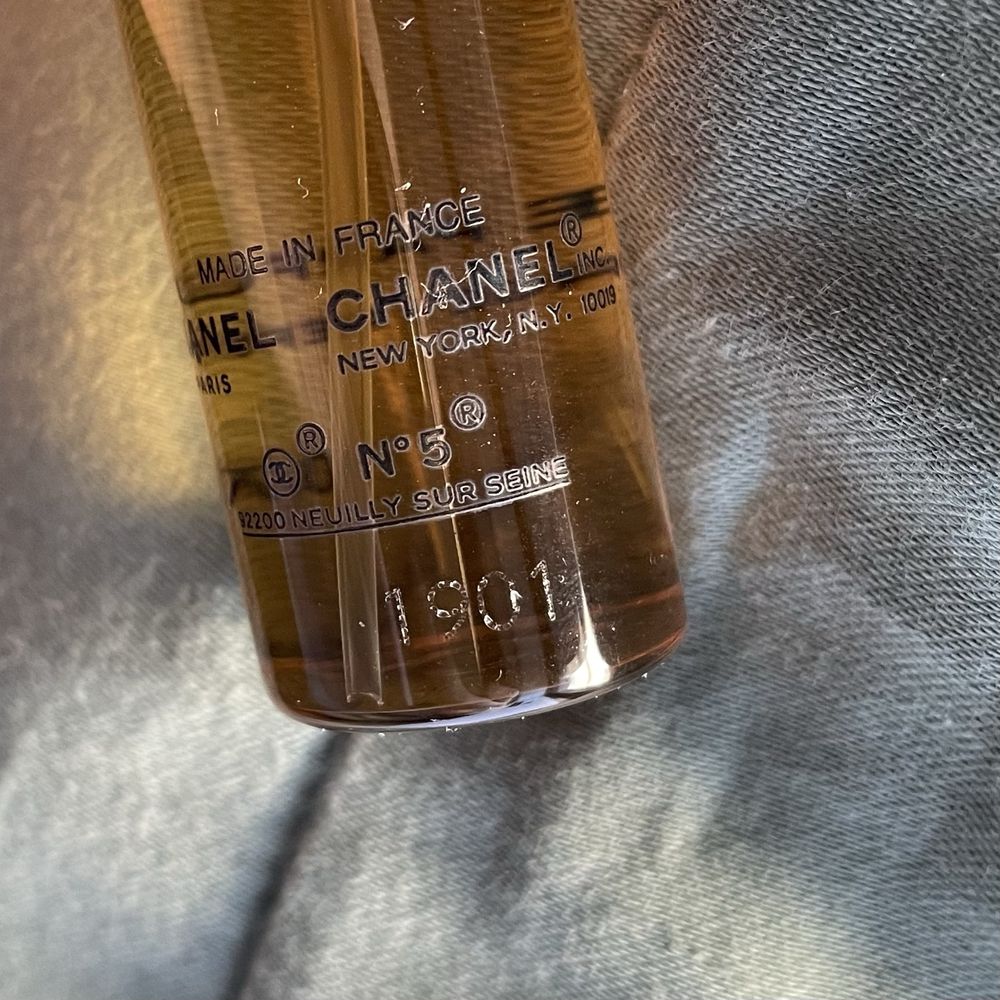 MADE IN FRANCE
ANEL CHANEL® INC.
ARIS NEW YORK, N.Y. 10019
® N°5®
92200 NEUILLY SUR SEINE
1901